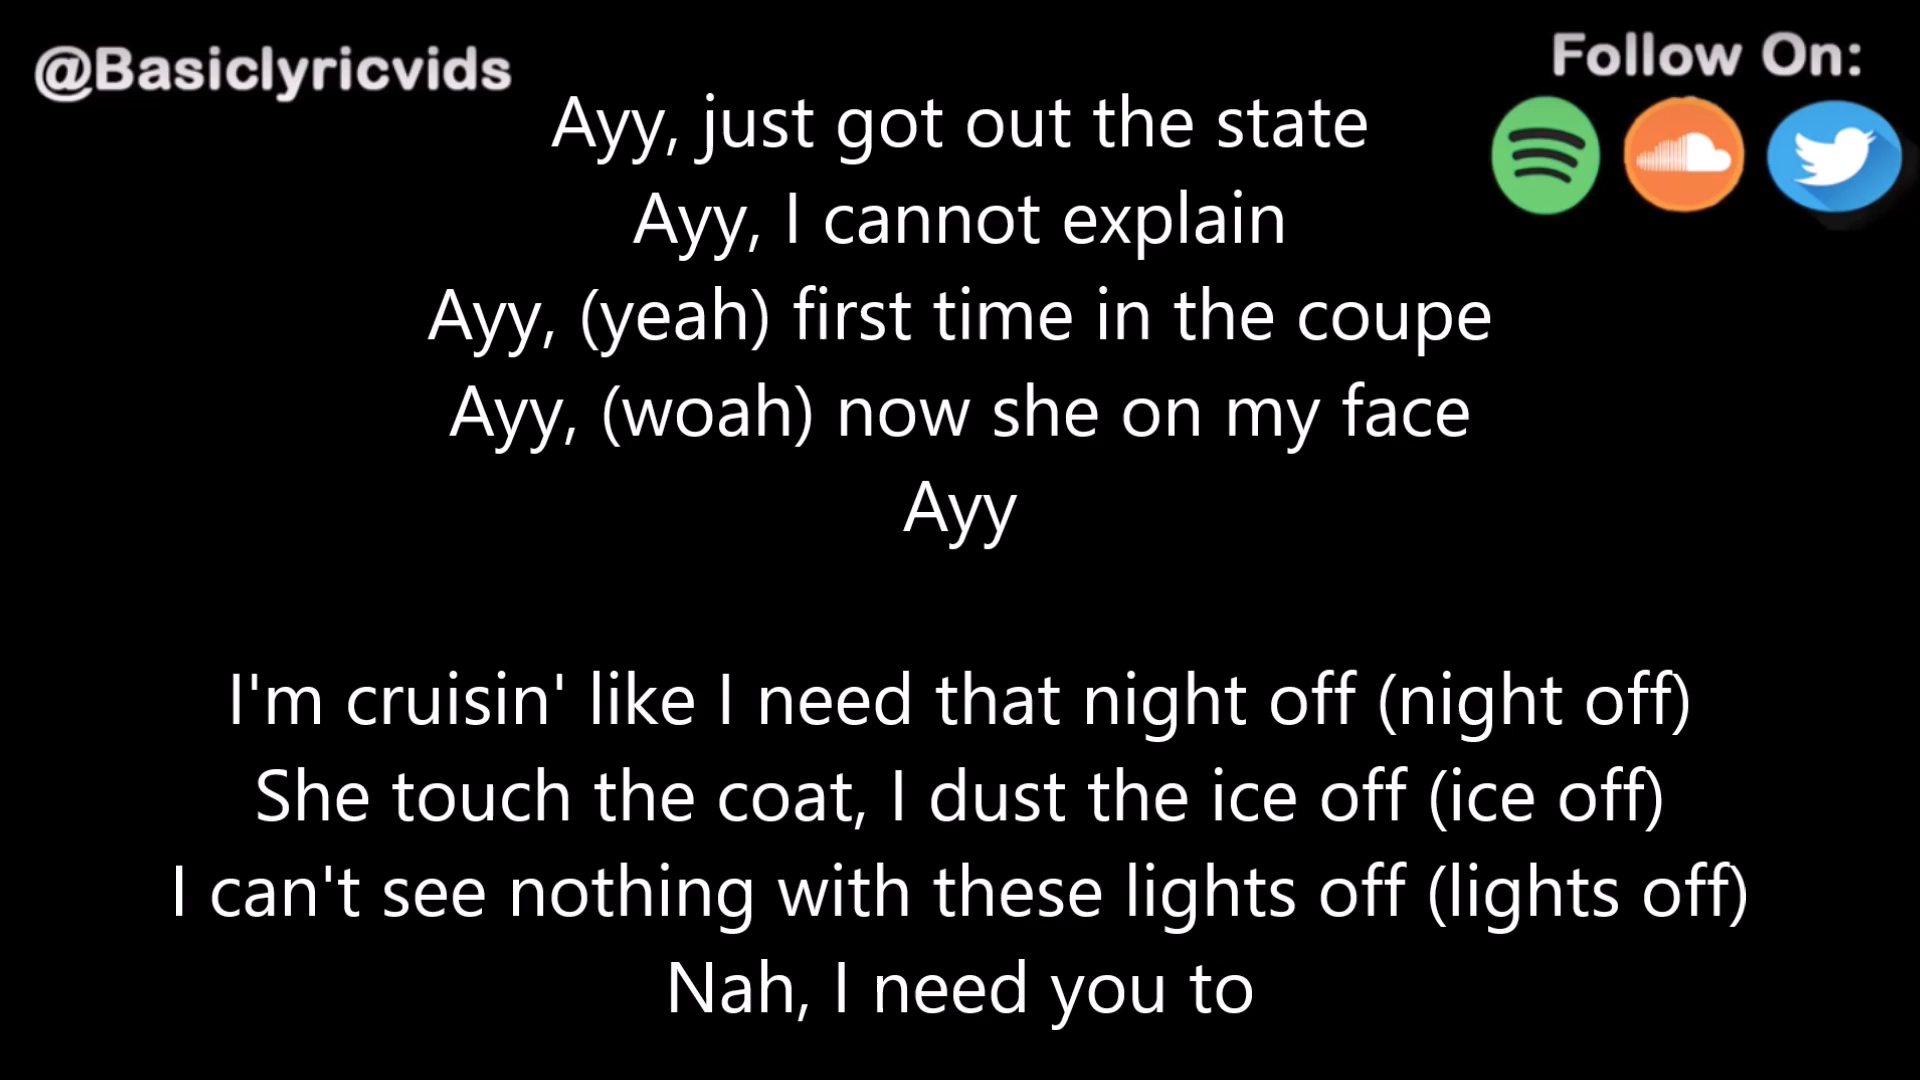 @Basiclyricvids
Follow On:
Ayy, just got out the state
Ayy, I cannot explain
Ayy, (yeah) first time in the coupe
Ayy, (woah) now she on my face
Ayy
I'm cruisin' like I need that night off (night off)
She touch the coat, I dust the ice off (ice off)
I can't see nothing with these lights off (lights off)
Nah, I need you to